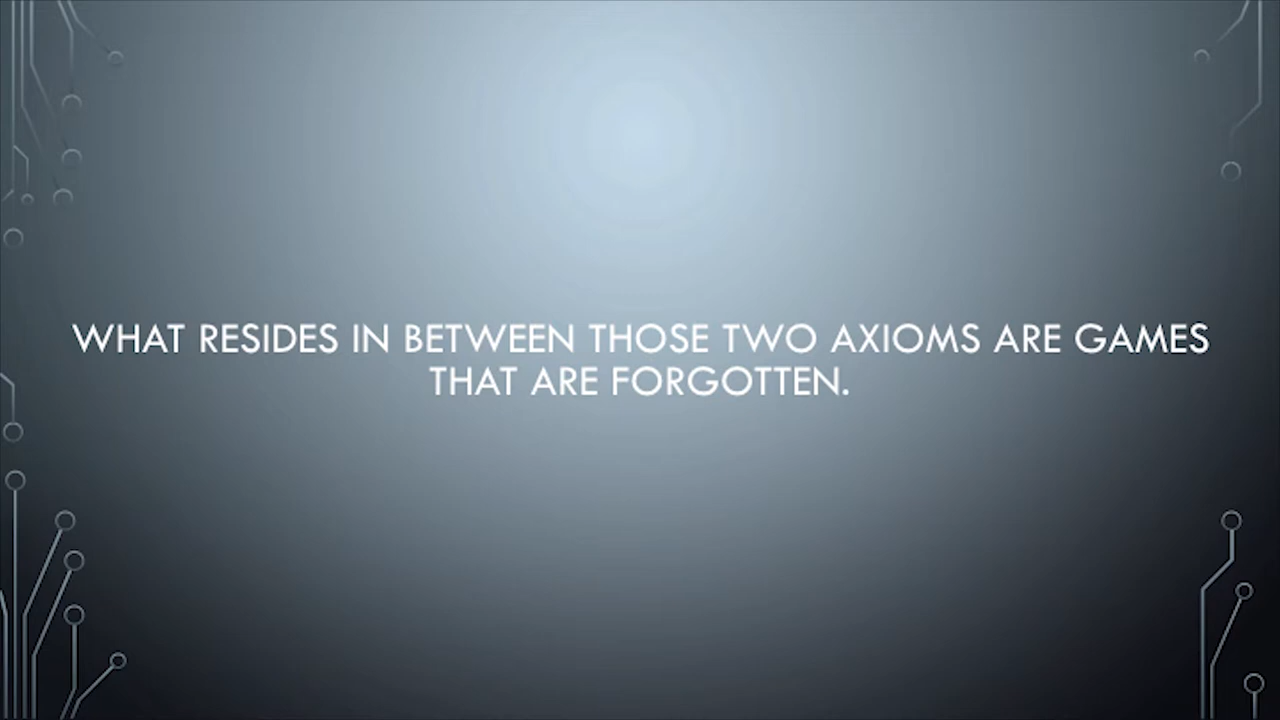 WHAT RESIDES IN BETWEEN THOSE TWO AXIOMS ARE GAMES
THAT ARE FORGOTTEN.